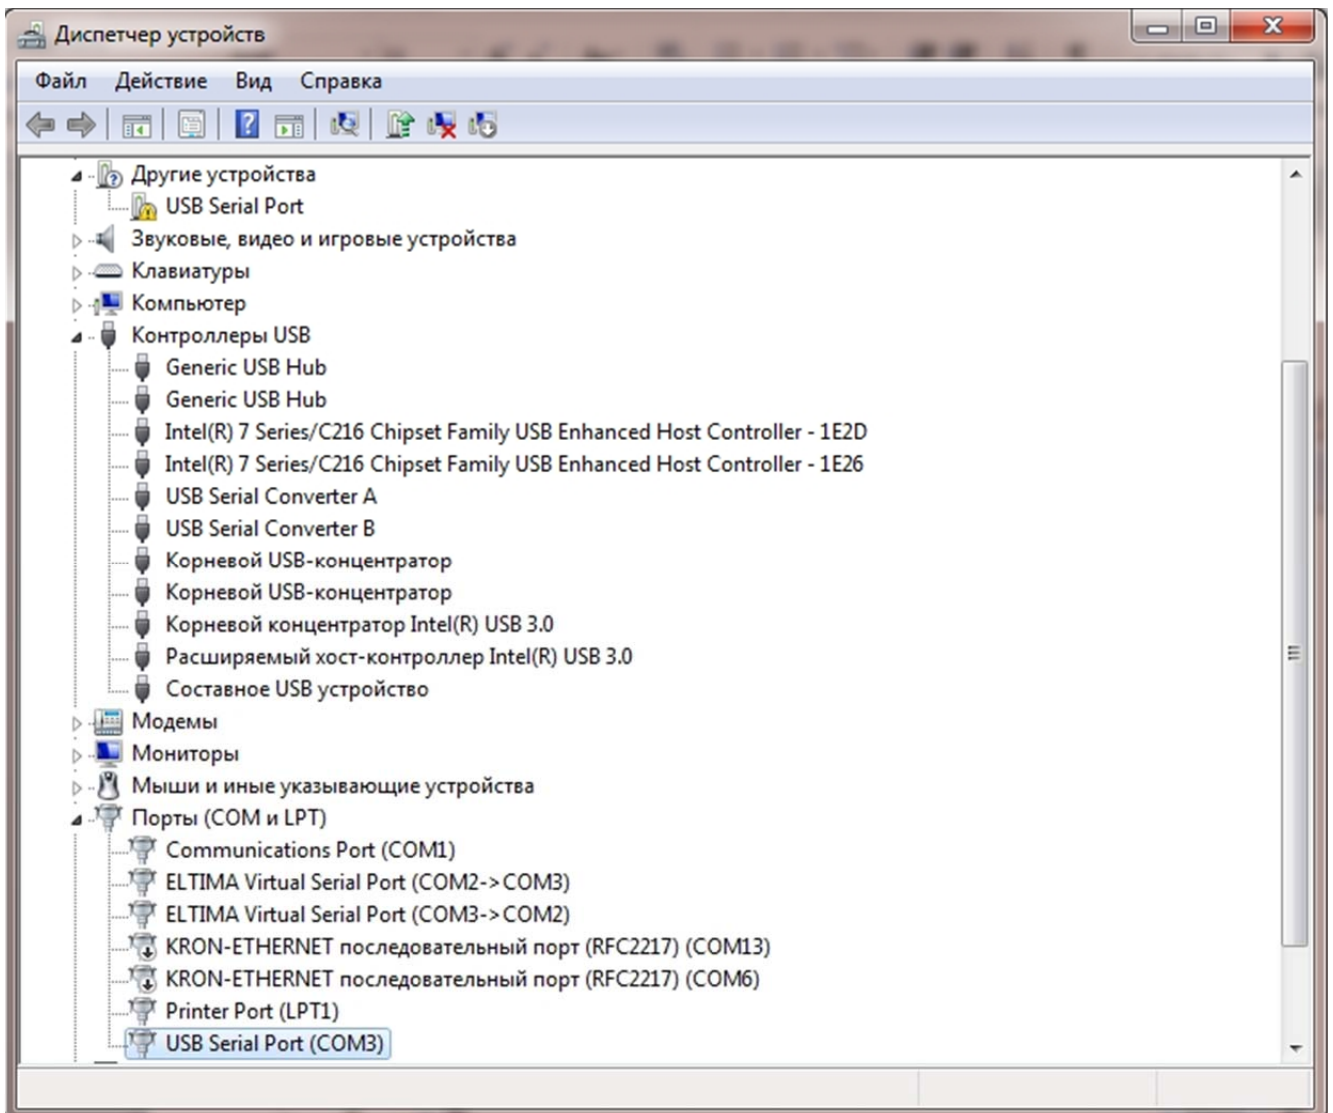 Диспетчер устройств
Файл Действие Вид Справка
Другие устройства
USB Serial Port
Звуковые, видео и игровые устройства
Клавиатуры
Компьютер
Контроллеры USB
Generic USB Hub
Generic USB Hub
Intel(R) 7 Series/C216 Chipset Family USB Enhanced Host Controller - 1E2D
Intel(R) 7 Series/C216 Chipset Family USB Enhanced Host Controller - 1E26
USB Serial Converter A
USB Serial Converter B
Корневой USB-концентратор
Корневой USB-концентратор
Корневой концентратор Intel(R) USB 3.0
Расширяемый хост-контроллер Intel(R) USB 3.0
Составное USB устройство
Модемы
Мониторы
Мыши и иные указывающие устройства
Порты (COM и LPT)
Communications Port (COM1)
ELTIMA Virtual Serial Port (COM2->COM3)
ELTIMA Virtual Serial Port (COM3->COM2)
KRON-ETHERNET последовательный порт (RFC2217) (COM13)
KRON-ETHERNET последовательный порт (RFC2217) (COM6)
Printer Port (LPT1)
USB Serial Port (COM3)